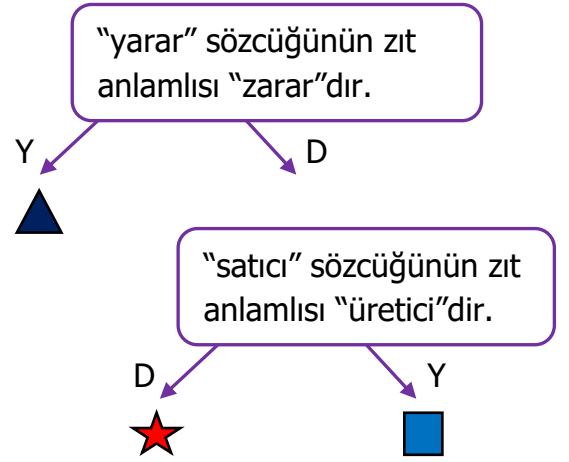 “yarar” sözcüğünün zıt
anlamlısı “zarar”dır.
Y D
“satıcı” sözcüğünün zıt
anlamlısı “üretici”dir.
D Y